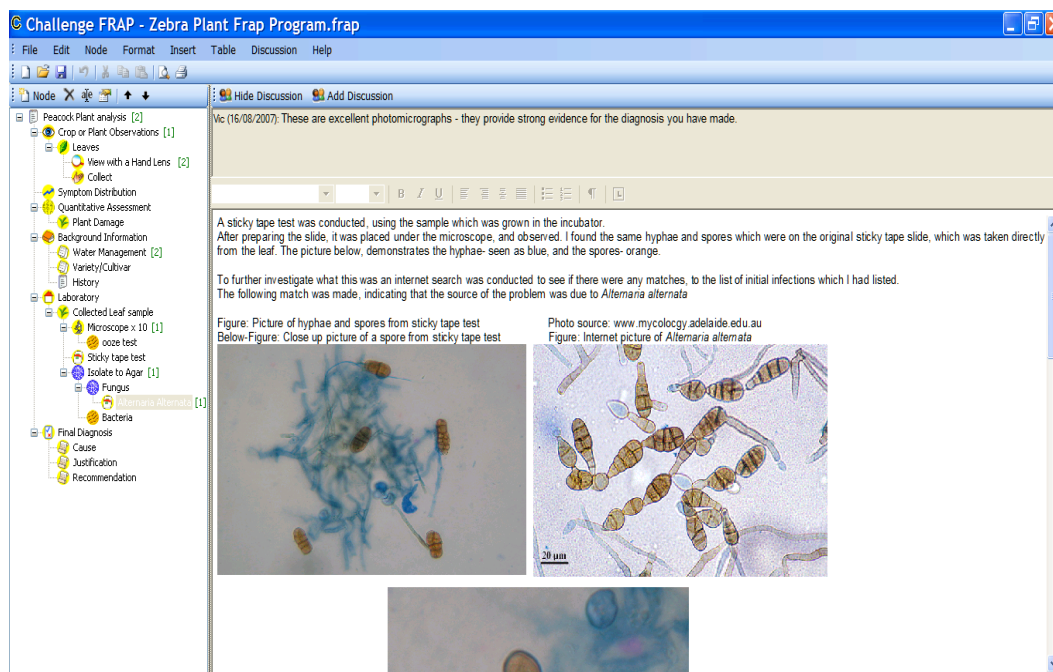 Challenge FRAP - Zebra Plant Frap Program.frap
File Edit Node Format Insert Table Discussion Help
Node
Hide Discussion Add Discussion
Peacock Plant analysis [2]
Crop or Plant Observations [1]
Leaves
View with a Hand Lens [2]
Collect
Symptom Distribution
Quantitative Assessment
Plant Damage
Background Information
Water Management [2]
Variety/Cultivar
History
Laboratory
Collected Leaf sample
Microscope x 10 [1]
ooze test
Sticky tape test
Isolate to Agar [1]
Fungus
Alternaria Alternata [1]
Bacteria
Final Diagnosis
Cause
Justification
Recommendation
Vic (16/08/2007): These are excellent photomicrographs - they provide strong evidence for the diagnosis you have made.
B I U
A sticky tape test was conducted, using the sample which was grown in the incubator.
After preparing the slide, it was placed under the microscope, and observed. I found the same hyphae and spores which were on the original sticky tape slide, which was taken directly
from the leaf. The picture below, demonstrates the hyphae- seen as blue, and the spores- orange.
To further investigate what this was an internet search was conducted to see if there were any matches, to the list of initial infections which I had listed.
The following match was made, indicating that the source of the problem was due to Alternaria alternata
Figure: Picture of hyphae and spores from sticky tape test Photo source: www.mycolocgy.adelaide.edu.au
Below-Figure: Close up picture of a spore from sticky tape test Figure: Internet picture of Alternaria alternata
20 µm